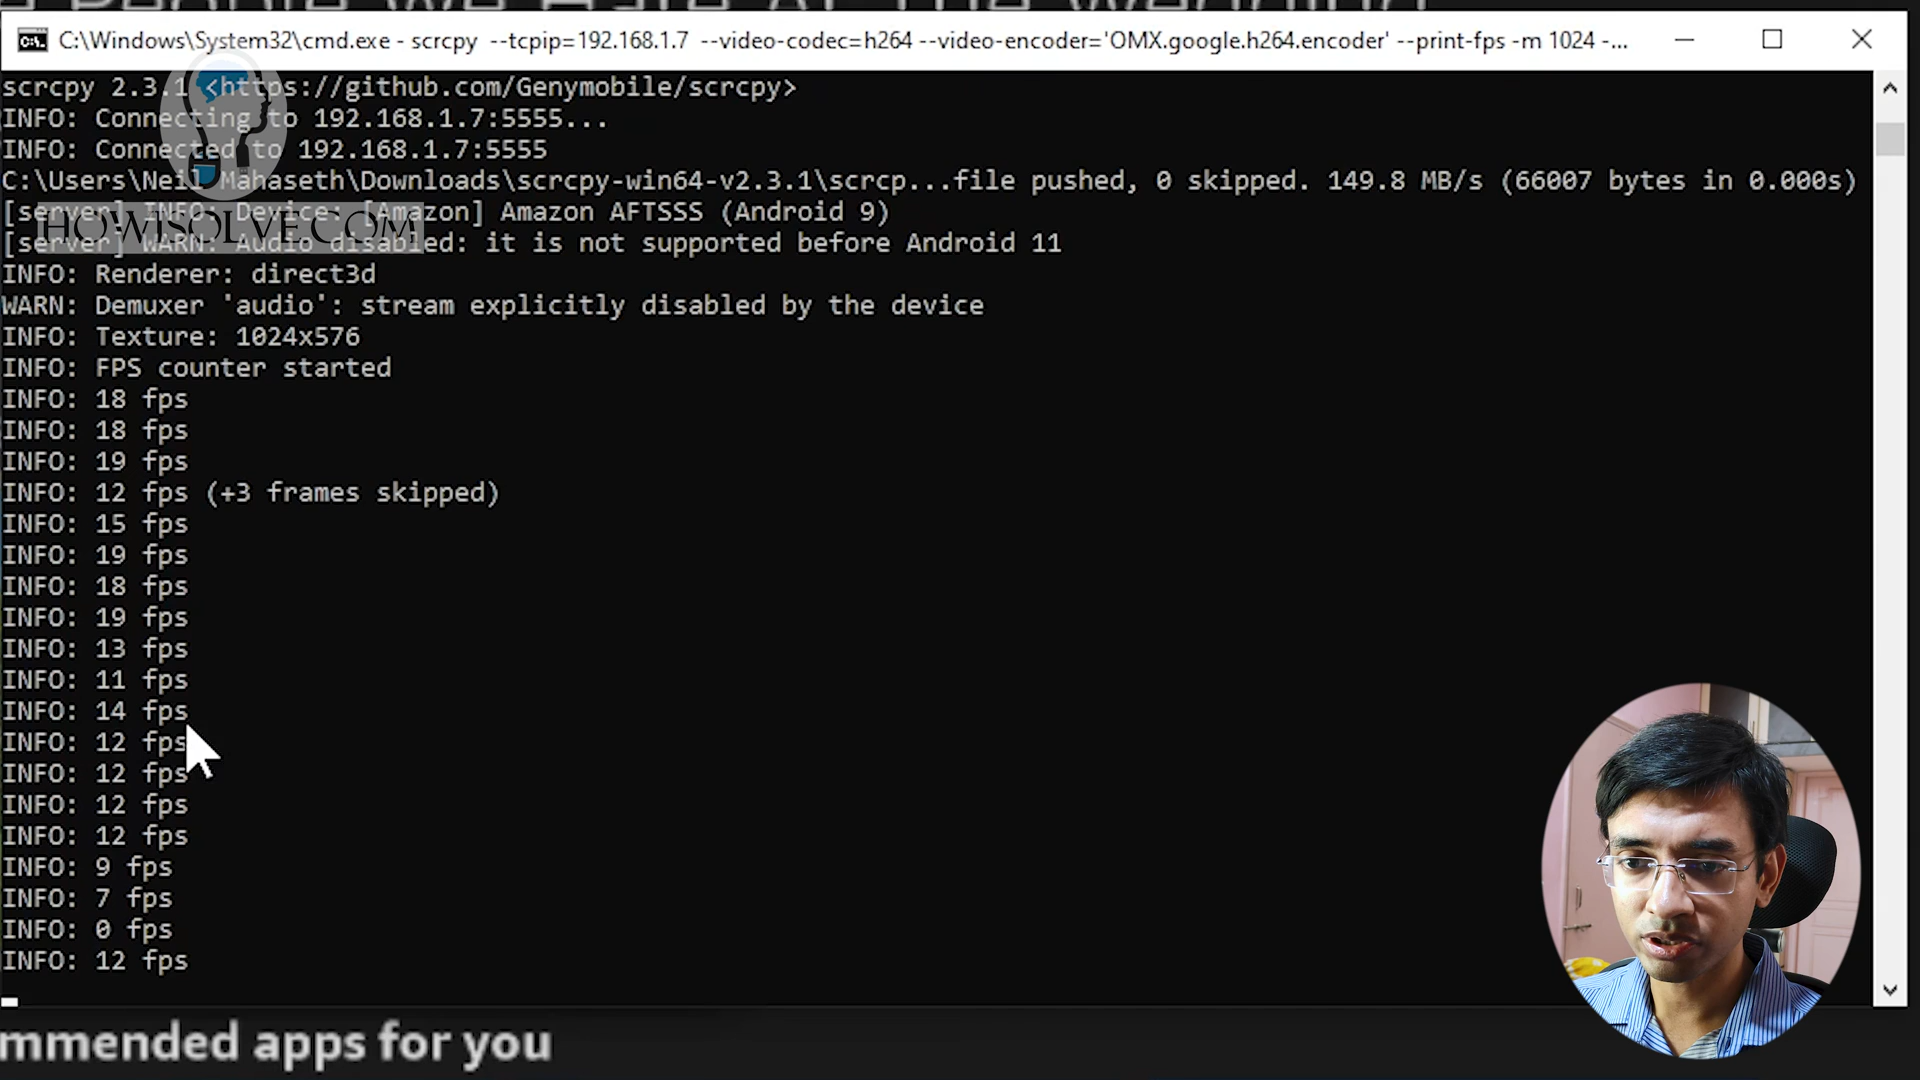 C:\Windows\System32\cmd.exe - scrcpy --tcpip=192.168.1.7 --video-codec=h264 --video-encoder='OMX.google.h264.encoder' --print-fps -m 1024 -...
scrcpy 2.3.1 <https://github.com/Genymobile/scrcpy>
INFO: Connecting to 192.168.1.7:5555...
INFO: Connected to 192.168.1.7:5555
C:\Users\Neil Mahaseth\Downloads\scrcpy-win64-v2.3.1\scrcp...file pushed, 0 skipped. 149.8 MB/s (66007 bytes in 0.000s)
[server] INFO: Device: [Amazon] Amazon AFTSSS (Android 9)
HOWISOLVE.COM
[server] WARN: Audio disabled: it is not supported before Android 11
INFO: Renderer: direct3d
WARN: Demuxer 'audio': stream explicitly disabled by the device
INFO: Texture: 1024x576
INFO: FPS counter started
INFO: 18 fps
INFO: 18 fps
INFO: 19 fps
INFO: 12 fps (+3 frames skipped)
INFO: 15 fps
INFO: 19 fps
INFO: 18 fps
INFO: 19 fps
INFO: 13 fps
INFO: 11 fps
INFO: 14 fps
INFO: 12 fps
INFO: 12 fps
INFO: 12 fps
INFO: 12 fps
INFO: 9 fps
INFO: 7 fps
INFO: 0 fps
INFO: 12 fps
mmended apps for you